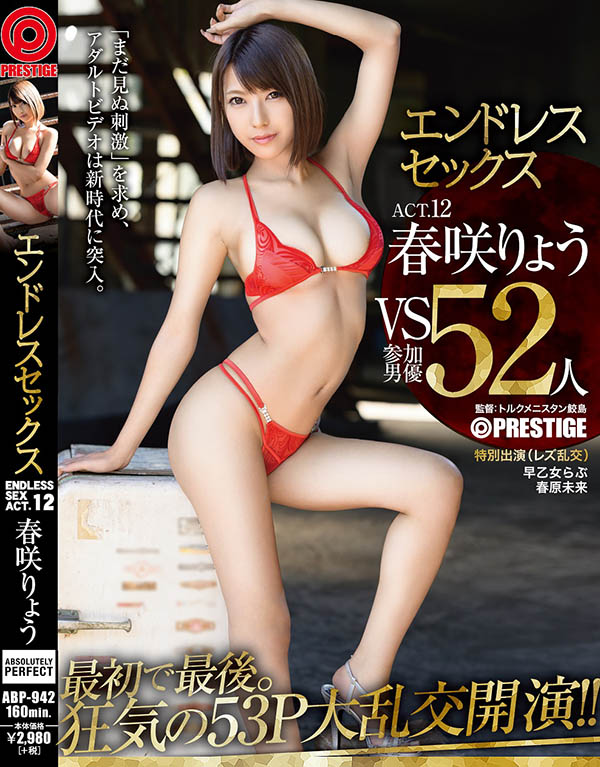 PRESTIGE
エンドレスセックス
ENDLESS
SEX
ACT.12
春咲りょう
ABSOLUTELY
PERFECT
ABP-942
160min.
本体価格
¥2,980
[+税]
「まだ見ぬ刺激」を求め、
アダルトビデオは新時代に突入。
エンドレス
セックス
ACT.12
春咲りょう
VS
参加
男優
52人
監督:トルクメニスタン鮫島
PRESTIGE
特別出演(レズ乱交)
早乙女らぶ
春原未来
最初で最後。
狂気の53P大乱交開演!!